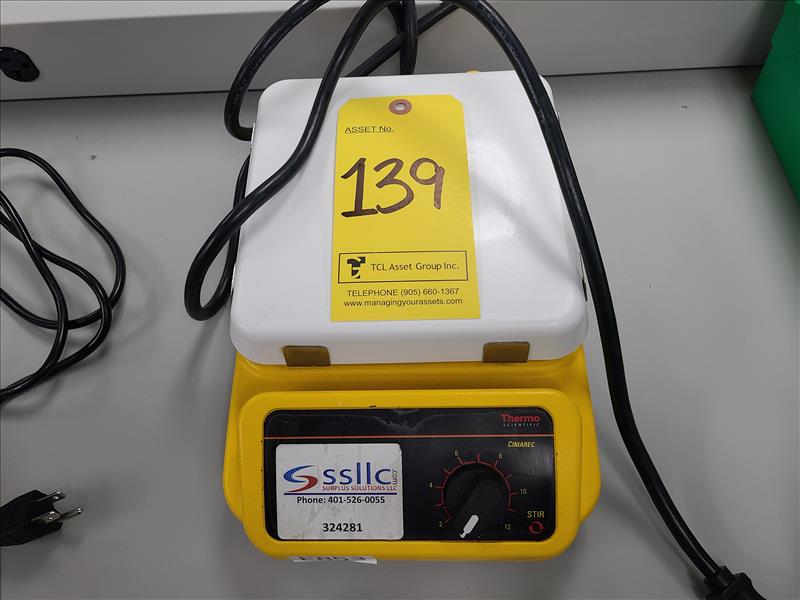 ASSET No.
139
TCL Asset Group Inc.
TELEPHONE (905) 660-1367
www.managingyourassets.com
Thermo
SCIENTIFIC
CIMAREC
ssllc.com
SURPLUS SOLUTIONS LLC
Phone: 401-526-0055
324281
2 4 6 8 10 12
STIR